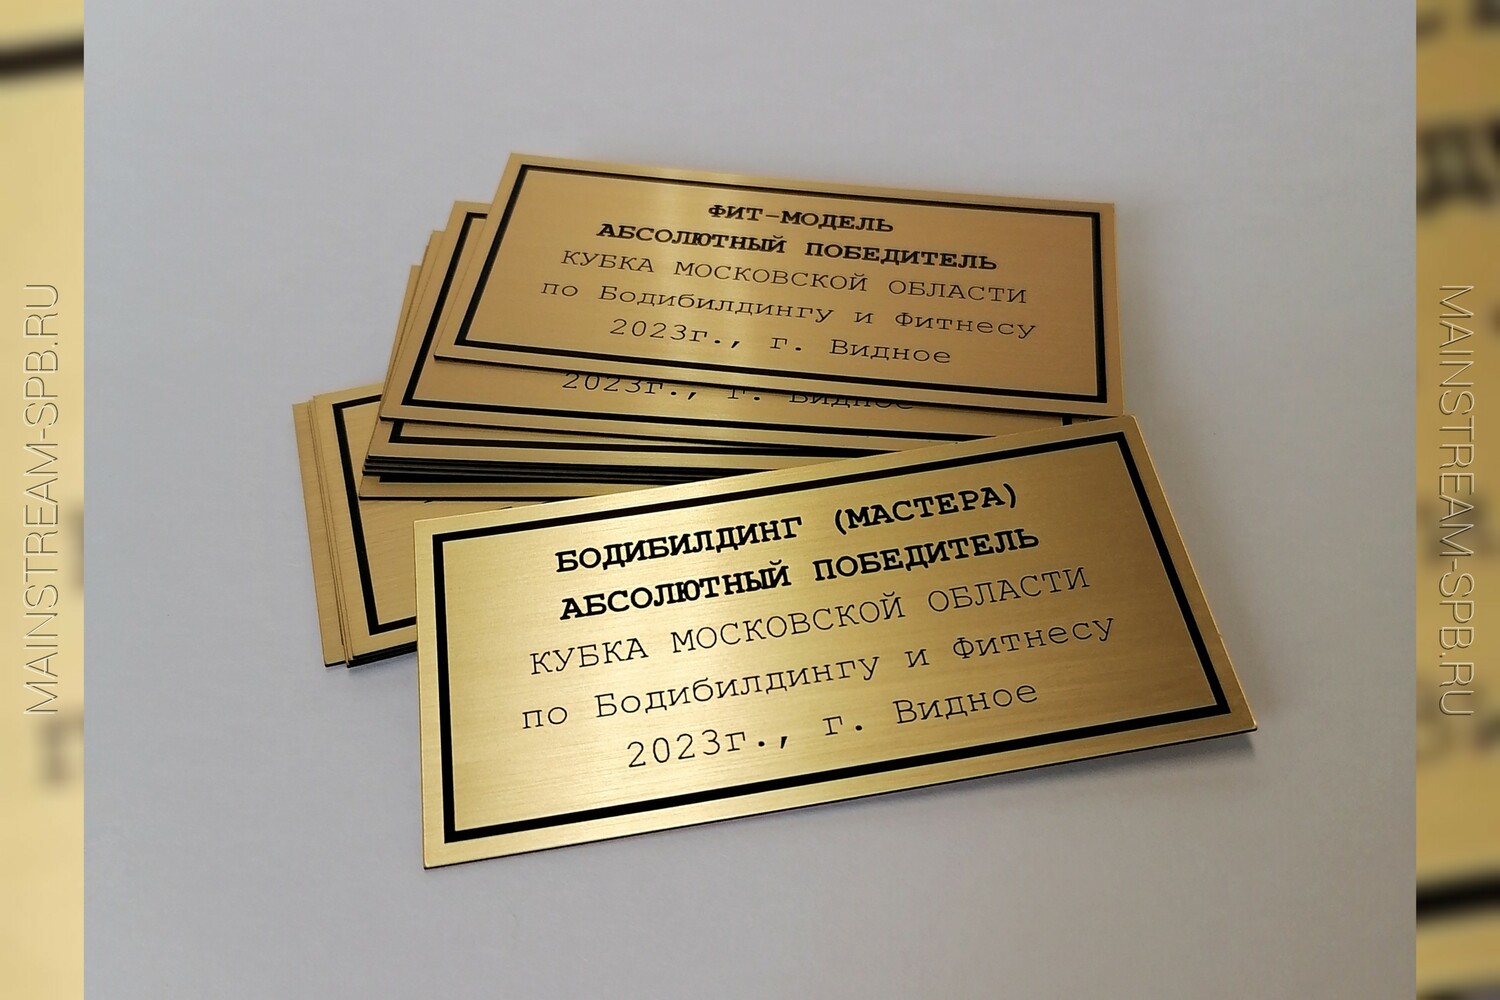 ФИТ-МОДЕЛЬ
АБСОЛЮТНЫЙ ПОБЕДИТЕЛЬ
КУБКА МОСКОВСКОЙ ОБЛАСТИ
по Бодибилдингу и Фитнесу
2023г., г. Видное
2023г., г. Видное
БОДИБИЛДИНГ (МАСТЕРА)
АБСОЛЮТНЫЙ ПОБЕДИТЕЛЬ
КУБКА МОСКОВСКОЙ ОБЛАСТИ
по Бодибилдингу и Фитнесу
2023г., г. Видное
MAINSTREAM-SPB.RU
MAINSTREAM-SPB.RU